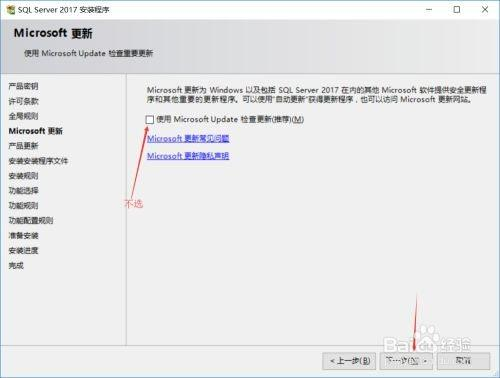 SQL Server 2017 安装程序
Microsoft 更新
使用 Microsoft Update 检查重要更新
产品密钥
许可条款
全局规则
Microsoft 更新
产品更新
安装安装程序文件
安装规则
功能选择
功能规则
功能配置规则
准备安装
安装进度
完成
Microsoft 更新为 Windows 以及包括 SQL Server 2017 在内的其他 Microsoft 软件提供安全更新程
序和其他重要的更新程序。可以使用“自动更新”获得更新程序，也可以访问 Microsoft 更新网站。
使用 Microsoft Update 检查更新(推荐)(M)
Microsoft 更新常见问题
Microsoft 更新隐私声明
不选
< 上一步(B)
下一步(N) >
取消
Baidu 经验